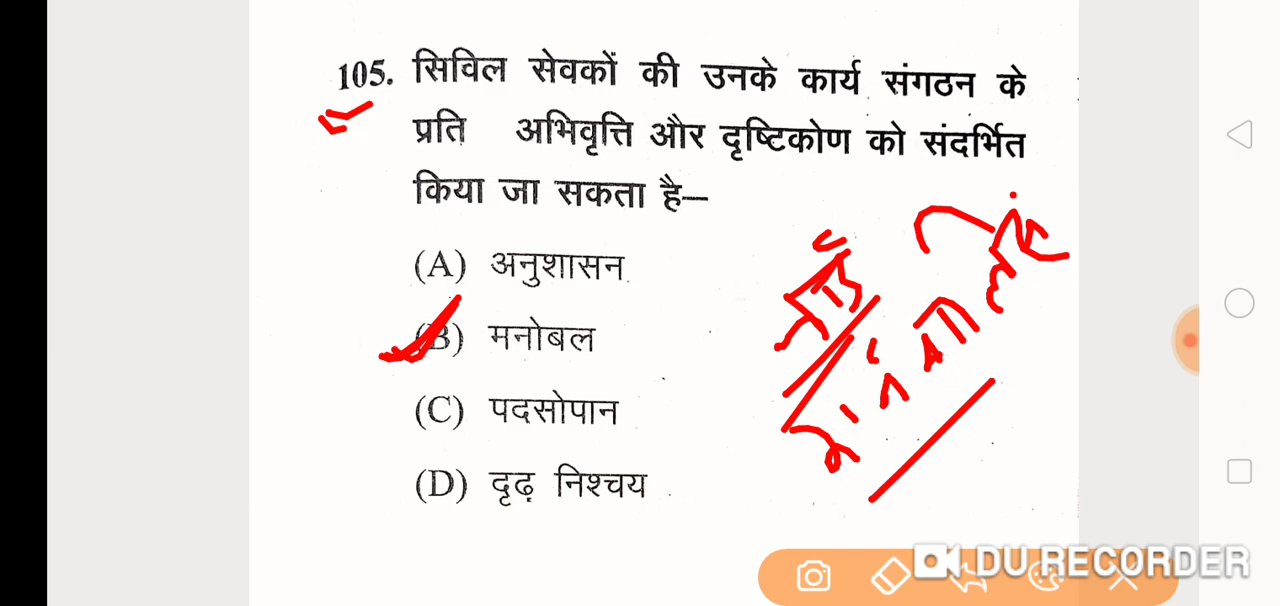 105. सिविल सेवकों की उनके कार्य संगठन के
प्रति अभिवृत्ति और दृष्टिकोण को संदर्भित
किया जा सकता है–
(A) अनुशासन
(B) मनोबल
(C) पदसोपान
(D) दृढ़ निश्चय
DU RECORDER